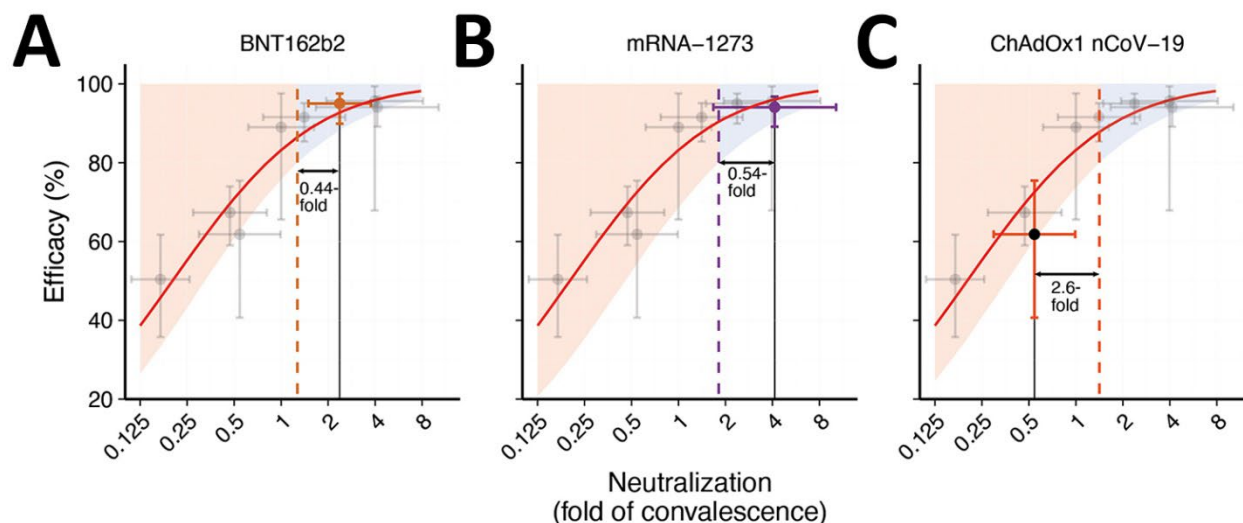 A
BNT162b2
B
mRNA−1273
C
ChAdOx1 nCoV−19
Efficacy (%)
100
80
60
40
20
0.44-
fold
0.54-
fold
2.6-
fold
0.125 0.25 0.5 1 2 4 8
0.125 0.25 0.5 1 2 4 8
0.125 0.25 0.5 1 2 4 8
Neutralization
(fold of convalescence)